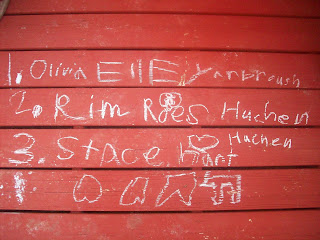 1. Olivia Elle Yarbrough
2. Rim Roes Huchen
3. Stace Hart Huchen